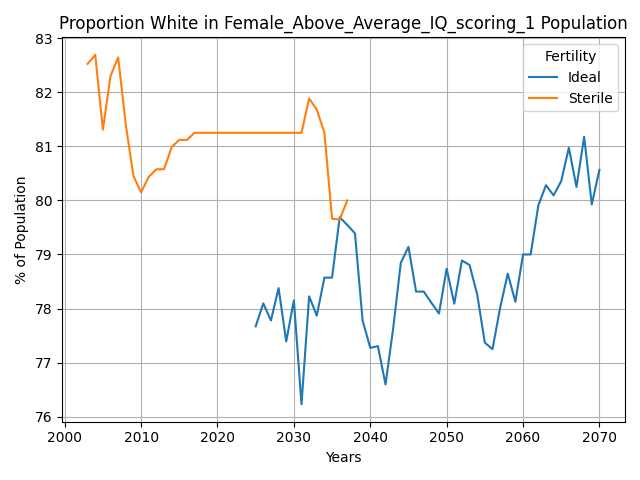 Proportion White in Female_Above_Average_IQ_scoring_1 Population
Fertility
Ideal
Sterile
% of Population
83
82
81
80
79
78
77
76
2000 2010 2020 2030 2040 2050 2060 2070
Years